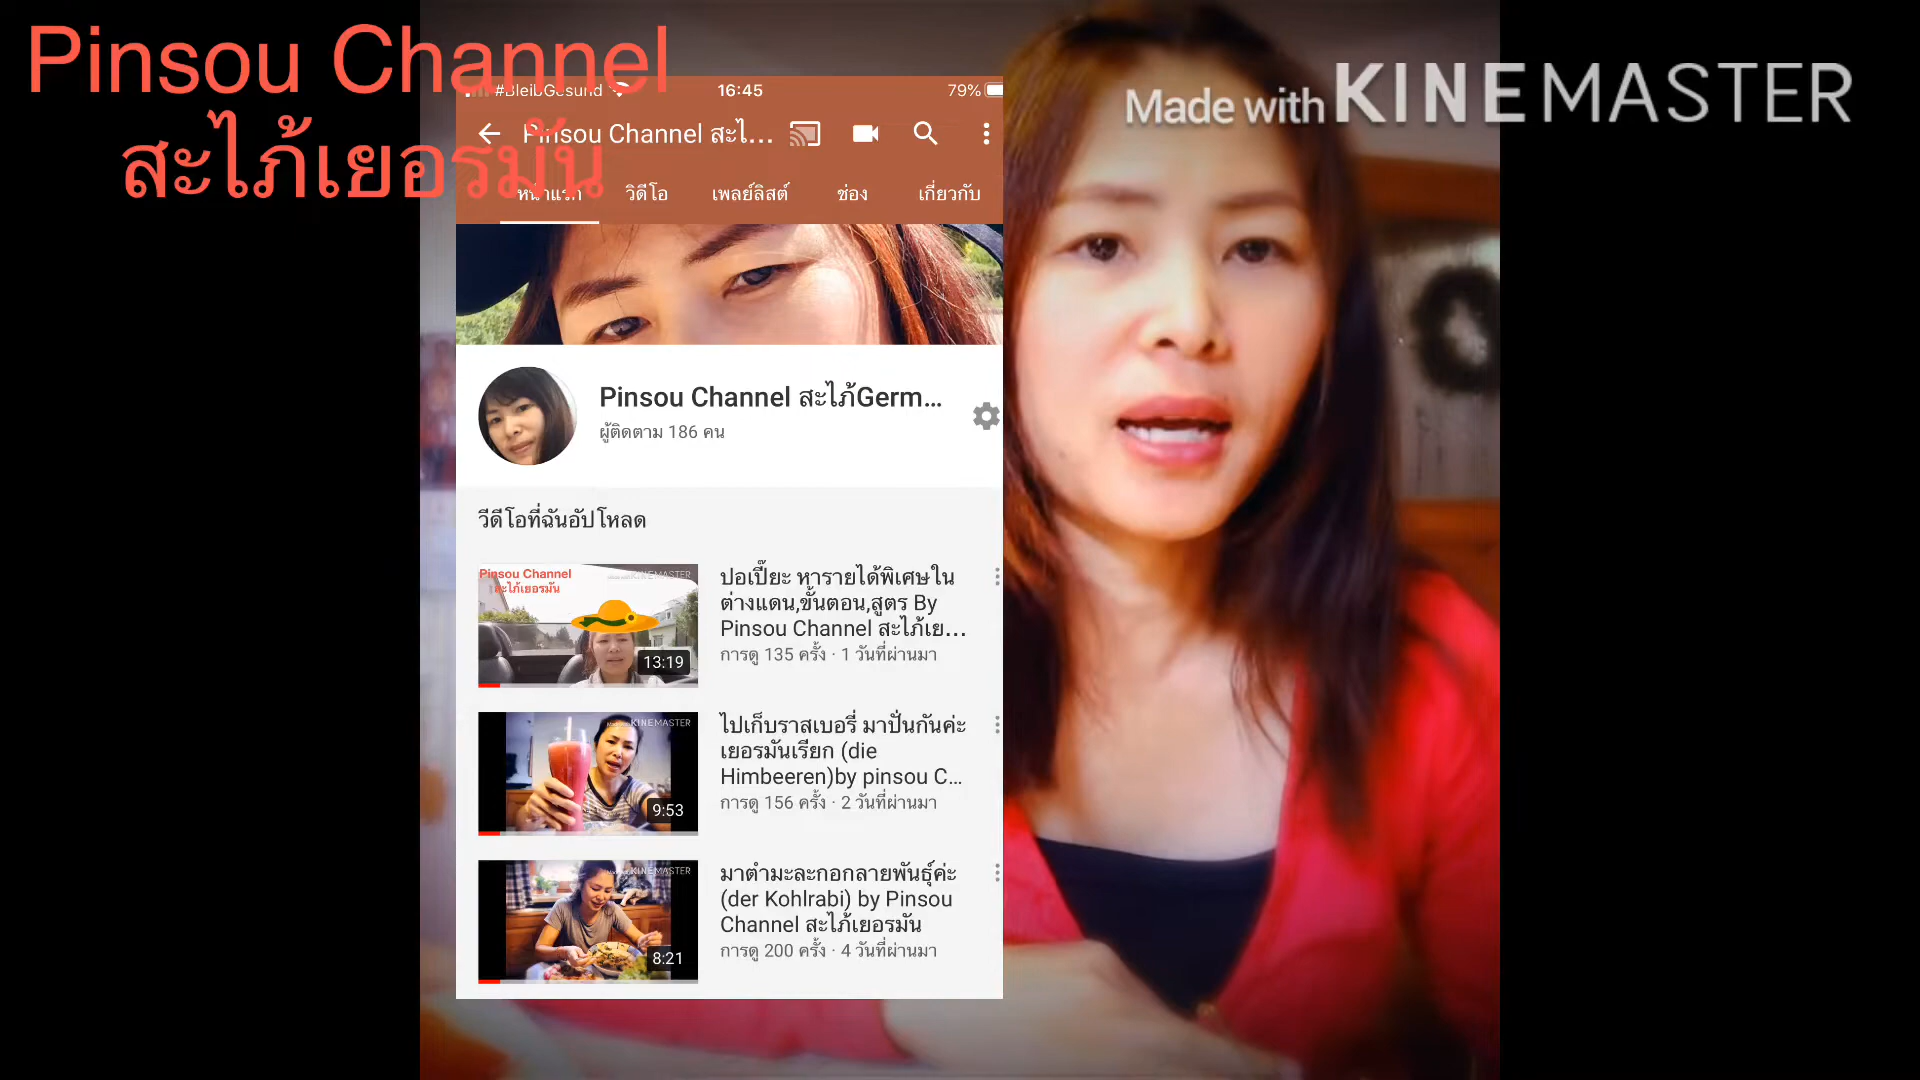 Pinsou Channel
สะไภ้เยอรมัน
Made with KINEMASTER
#BleibGesund 16:45 79%
Pinsou Channel สะไ...
หน้าแรก วิดีโอ เพลย์ลิสต์ ช่อง เกี่ยวกับ
Pinsou Channel สะไภ้Germ...
ผู้ติดตาม 186 คน
วีดีโอที่ฉันอัปโหลด
Pinsou Channel
สะไภ้เยอรมัน
KINEMASTER
13:19
ปอเปี๊ยะ หารายได้พิเศษใน
ต่างแดน,ขั้นตอน,สูตร By
Pinsou Channel สะไภ้เย...
การดู 135 ครั้ง · 1 วันที่ผ่านมา
KINEMASTER
9:53
ไปเก็บราสเบอรี่ มาปั่นกันค่ะ
เยอรมันเรียก (die
Himbeeren)by pinsou C...
การดู 156 ครั้ง · 2 วันที่ผ่านมา
KINEMASTER
8:21
มาตำมะละกอกลายพันธุ์ค่ะ
(der Kohlrabi) by Pinsou
Channel สะไภ้เยอรมัน
การดู 200 ครั้ง · 4 วันที่ผ่านมา